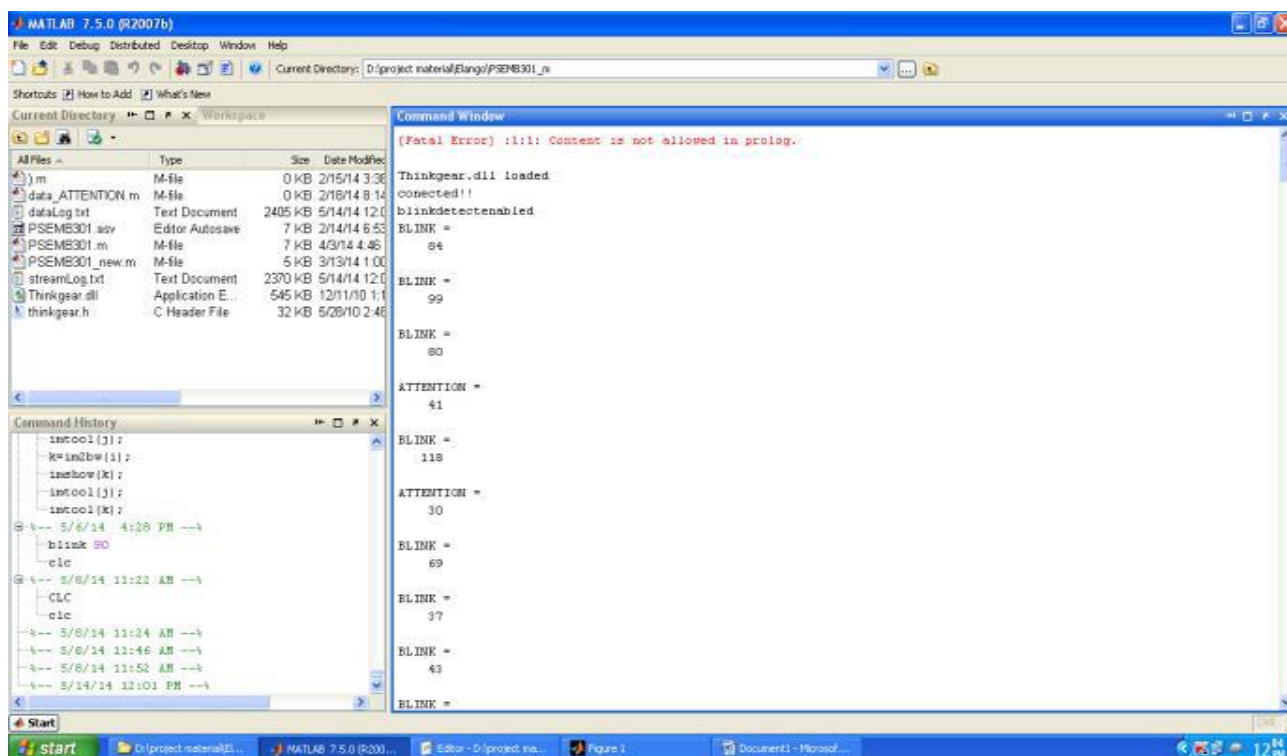 MATLAB 7.5.0 (R2007b)
File Edit Debug Distributed Desktop Window Help
Current Directory: D:\project material\Elango\PSEMB301_m
Shortcuts How to Add What's New
Current Directory Workspace
All Files Type Size Date Modified
).m M-file 0 KB 2/15/14 3:38
data_ATTENTION.m M-file 0 KB 2/18/14 8:14
dataLog.txt Text Document 2405 KB 5/14/14 12:0
PSEMB301.asv Editor Autosave 7 KB 2/14/14 6:53
PSEMB301.m M-file 7 KB 4/3/14 4:46
PSEMB301_new.m M-file 5 KB 3/13/14 1:00
streamLog.txt Text Document 2370 KB 5/14/14 12:0
Thinkgear.dll Application E... 545 KB 12/11/10 1:1
thinkgear.h C Header File 32 KB 5/28/10 2:48
Command History
imtool(j);
k=im2bw(i);
imshow(k);
imtool(j);
imtool(k);
%-- 5/6/14 4:28 PM --%
blink 90
clc
%-- 5/8/14 11:22 AM --%
CLC
clc
%-- 5/8/14 11:24 AM --%
%-- 5/8/14 11:46 AM --%
%-- 5/8/14 11:52 AM --%
%-- 5/14/14 12:01 PM --%
Command Window
(Fatal Error) :1:1: Content is not allowed in prolog.
Thinkgear.dll loaded
conected!!
blinkdetectenabled
BLINK =
84
BLINK =
99
BLINK =
80
ATTENTION =
41
BLINK =
118
ATTENTION =
30
BLINK =
69
BLINK =
37
BLINK =
43
BLINK =
Start
start D:\project material\El... MATLAB 7.5.0 (R200... Editor - D:\project ma... Figure 1 Document1 - Microsof...